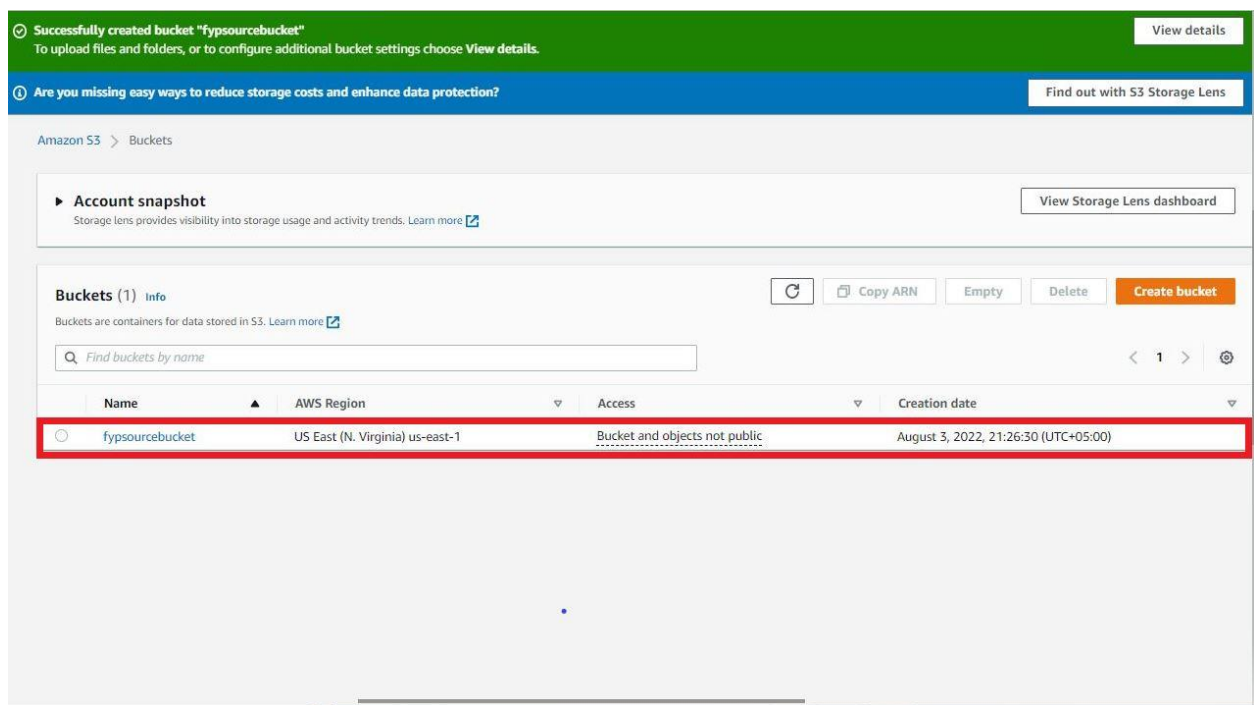 Successfully created bucket "fypsourcebucket"
View details
To upload files and folders, or to configure additional bucket settings choose View details.
Are you missing easy ways to reduce storage costs and enhance data protection?
Find out with S3 Storage Lens
Amazon S3 > Buckets
Account snapshot
View Storage Lens dashboard
Storage lens provides visibility into storage usage and activity trends. Learn more
Buckets (1) Info
Copy ARN
Empty
Delete
Create bucket
Buckets are containers for data stored in S3. Learn more
Find buckets by name
< 1 >
Name AWS Region Access Creation date
fypsourcebucket US East (N. Virginia) us-east-1 Bucket and objects not public August 3, 2022, 21:26:30 (UTC+05:00)